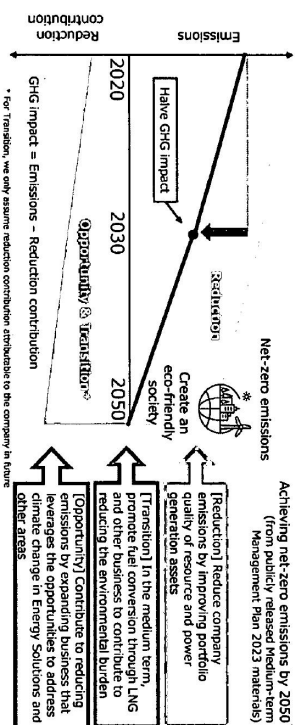 Achieving net-zero emissions by 2050
(from publicly released Medium-term
Management Plan 2023 materials)
Net-zero emissions
Emissions
Reduction
contribution
Halve GHG impact
Reduction
Create an
eco-friendly
society
2020
2030
2050
Opportunity & Transition*
GHG impact = Emissions – Reduction contribution
[Reduction] Reduce company
emissions by improving portfolio
quality of resource and power
generation assets
[Transition] In the medium term,
promote fuel conversion through LNG
and other business to contribute to
reducing the environmental burden
[Opportunity] Contribute to reducing
emissions by expanding business that
leverages the opportunities to address
climate change in Energy Solutions and
other areas
* For Transition, we only assume reduction contribution attributable to the company in future